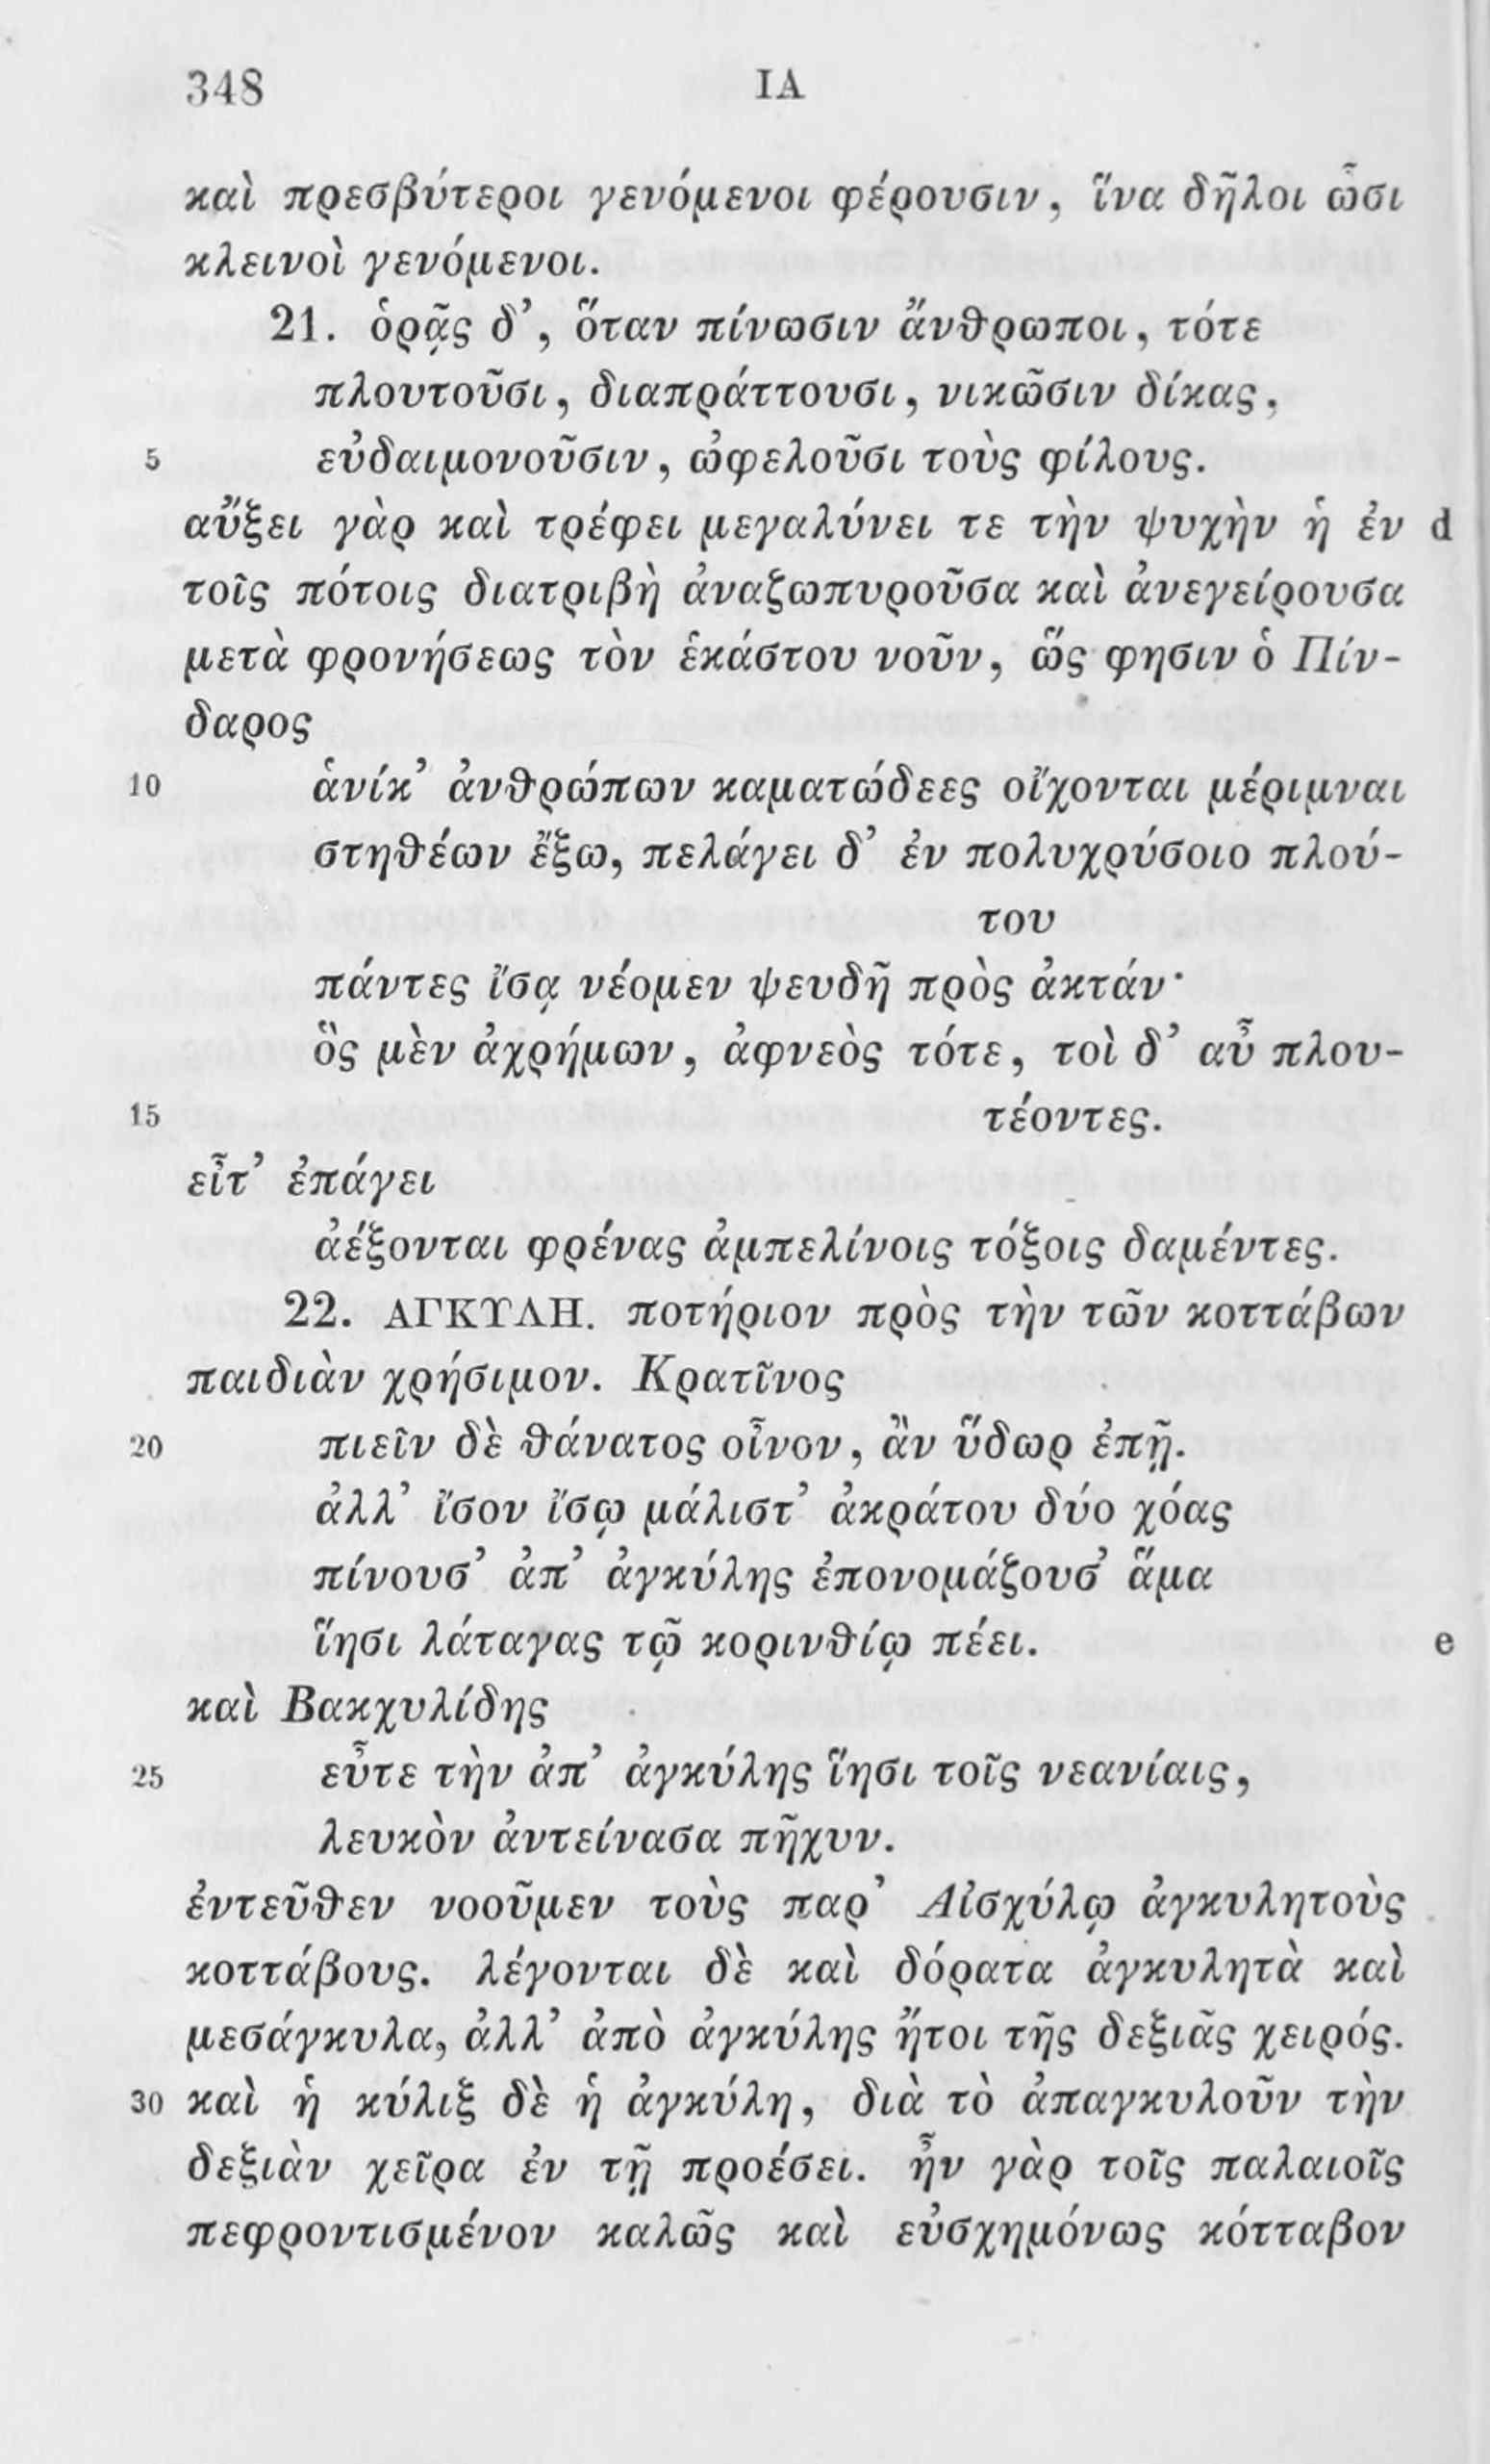 348 ΙΑ
καὶ πρεσβύτεροι γενόμενοι φέρουσιν, ἵνα δῆλοι ὦσι
κλεινοὶ γενόμενοι.
21. ὁρᾷς δ’, ὅταν πίνωσιν ἄνθρωποι, τότε
πλουτοῦσι, διαπράττουσι, νικῶσιν δίκας,
5 εὐδαιμονοῦσιν, ὠφελοῦσι τοὺς φίλους.
αὔξει γὰρ καὶ τρέφει μεγαλύνει τε τὴν ψυχὴν ἡ ἐν d
τοῖς πότοις διατριβὴ ἀναζωπυροῦσα καὶ ἀνεγείρουσα
μετὰ φρονήσεως τὸν ἑκάστου νοῦν, ὥς φησιν ὁ Πίν-
δαρος
10 ἁνίκ’ ἀνθρώπων καματώδεες οἴχονται μέριμναι
στηθέων ἔξω, πελάγει δ’ ἐν πολυχρύσοιο πλού-
του
πάντες ἴσᾳ νέομεν ψευδῆ πρὸς ἀκτάν·
ὃς μὲν ἀχρήμων, ἀφνεὸς τότε, τοὶ δ’ αὖ πλου-
15 τέοντες.
εἶτ’ ἐπάγει
ἀέξονται φρένας ἀμπελίνοις τόξοις δαμέντες.
22. ΑΓΚΥΛΗ. ποτήριον πρὸς τὴν τῶν κοττάβων
παιδιὰν χρήσιμον. Κρατῖνος
20 πιεῖν δὲ θάνατος οἶνον, ἂν ὕδωρ ἐπῇ.
ἀλλ’ ἴσον ἴσῳ μάλιστ’ ἀκράτου δύο χόας
πίνουσ’ ἀπ’ ἀγκύλης ἐπονομάζουσ’ ἅμα
ἵησι λάταγας τῷ κορινθίῳ πέει. e
καὶ Βακχυλίδης
25 εὖτε τὴν ἀπ’ ἀγκύλης ἵησι τοῖς νεανίαις,
λευκὸν ἀντείνασα πῆχυν.
ἐντεῦθεν νοοῦμεν τοὺς παρ’ Αἰσχύλῳ ἀγκυλητοὺς
κοττάβους. λέγονται δὲ καὶ δόρατα ἀγκυλητὰ καὶ
μεσάγκυλα, ἀλλ’ ἀπὸ ἀγκύλης ἤτοι τῆς δεξιᾶς χειρός.
30 καὶ ἡ κύλιξ δὲ ἡ ἀγκύλη, διὰ τὸ ἀπαγκυλοῦν τὴν
δεξιὰν χεῖρα ἐν τῇ προέσει. ἦν γὰρ τοῖς παλαιοῖς
πεφροντισμένον καλῶς καὶ εὐσχημόνως κότταβον